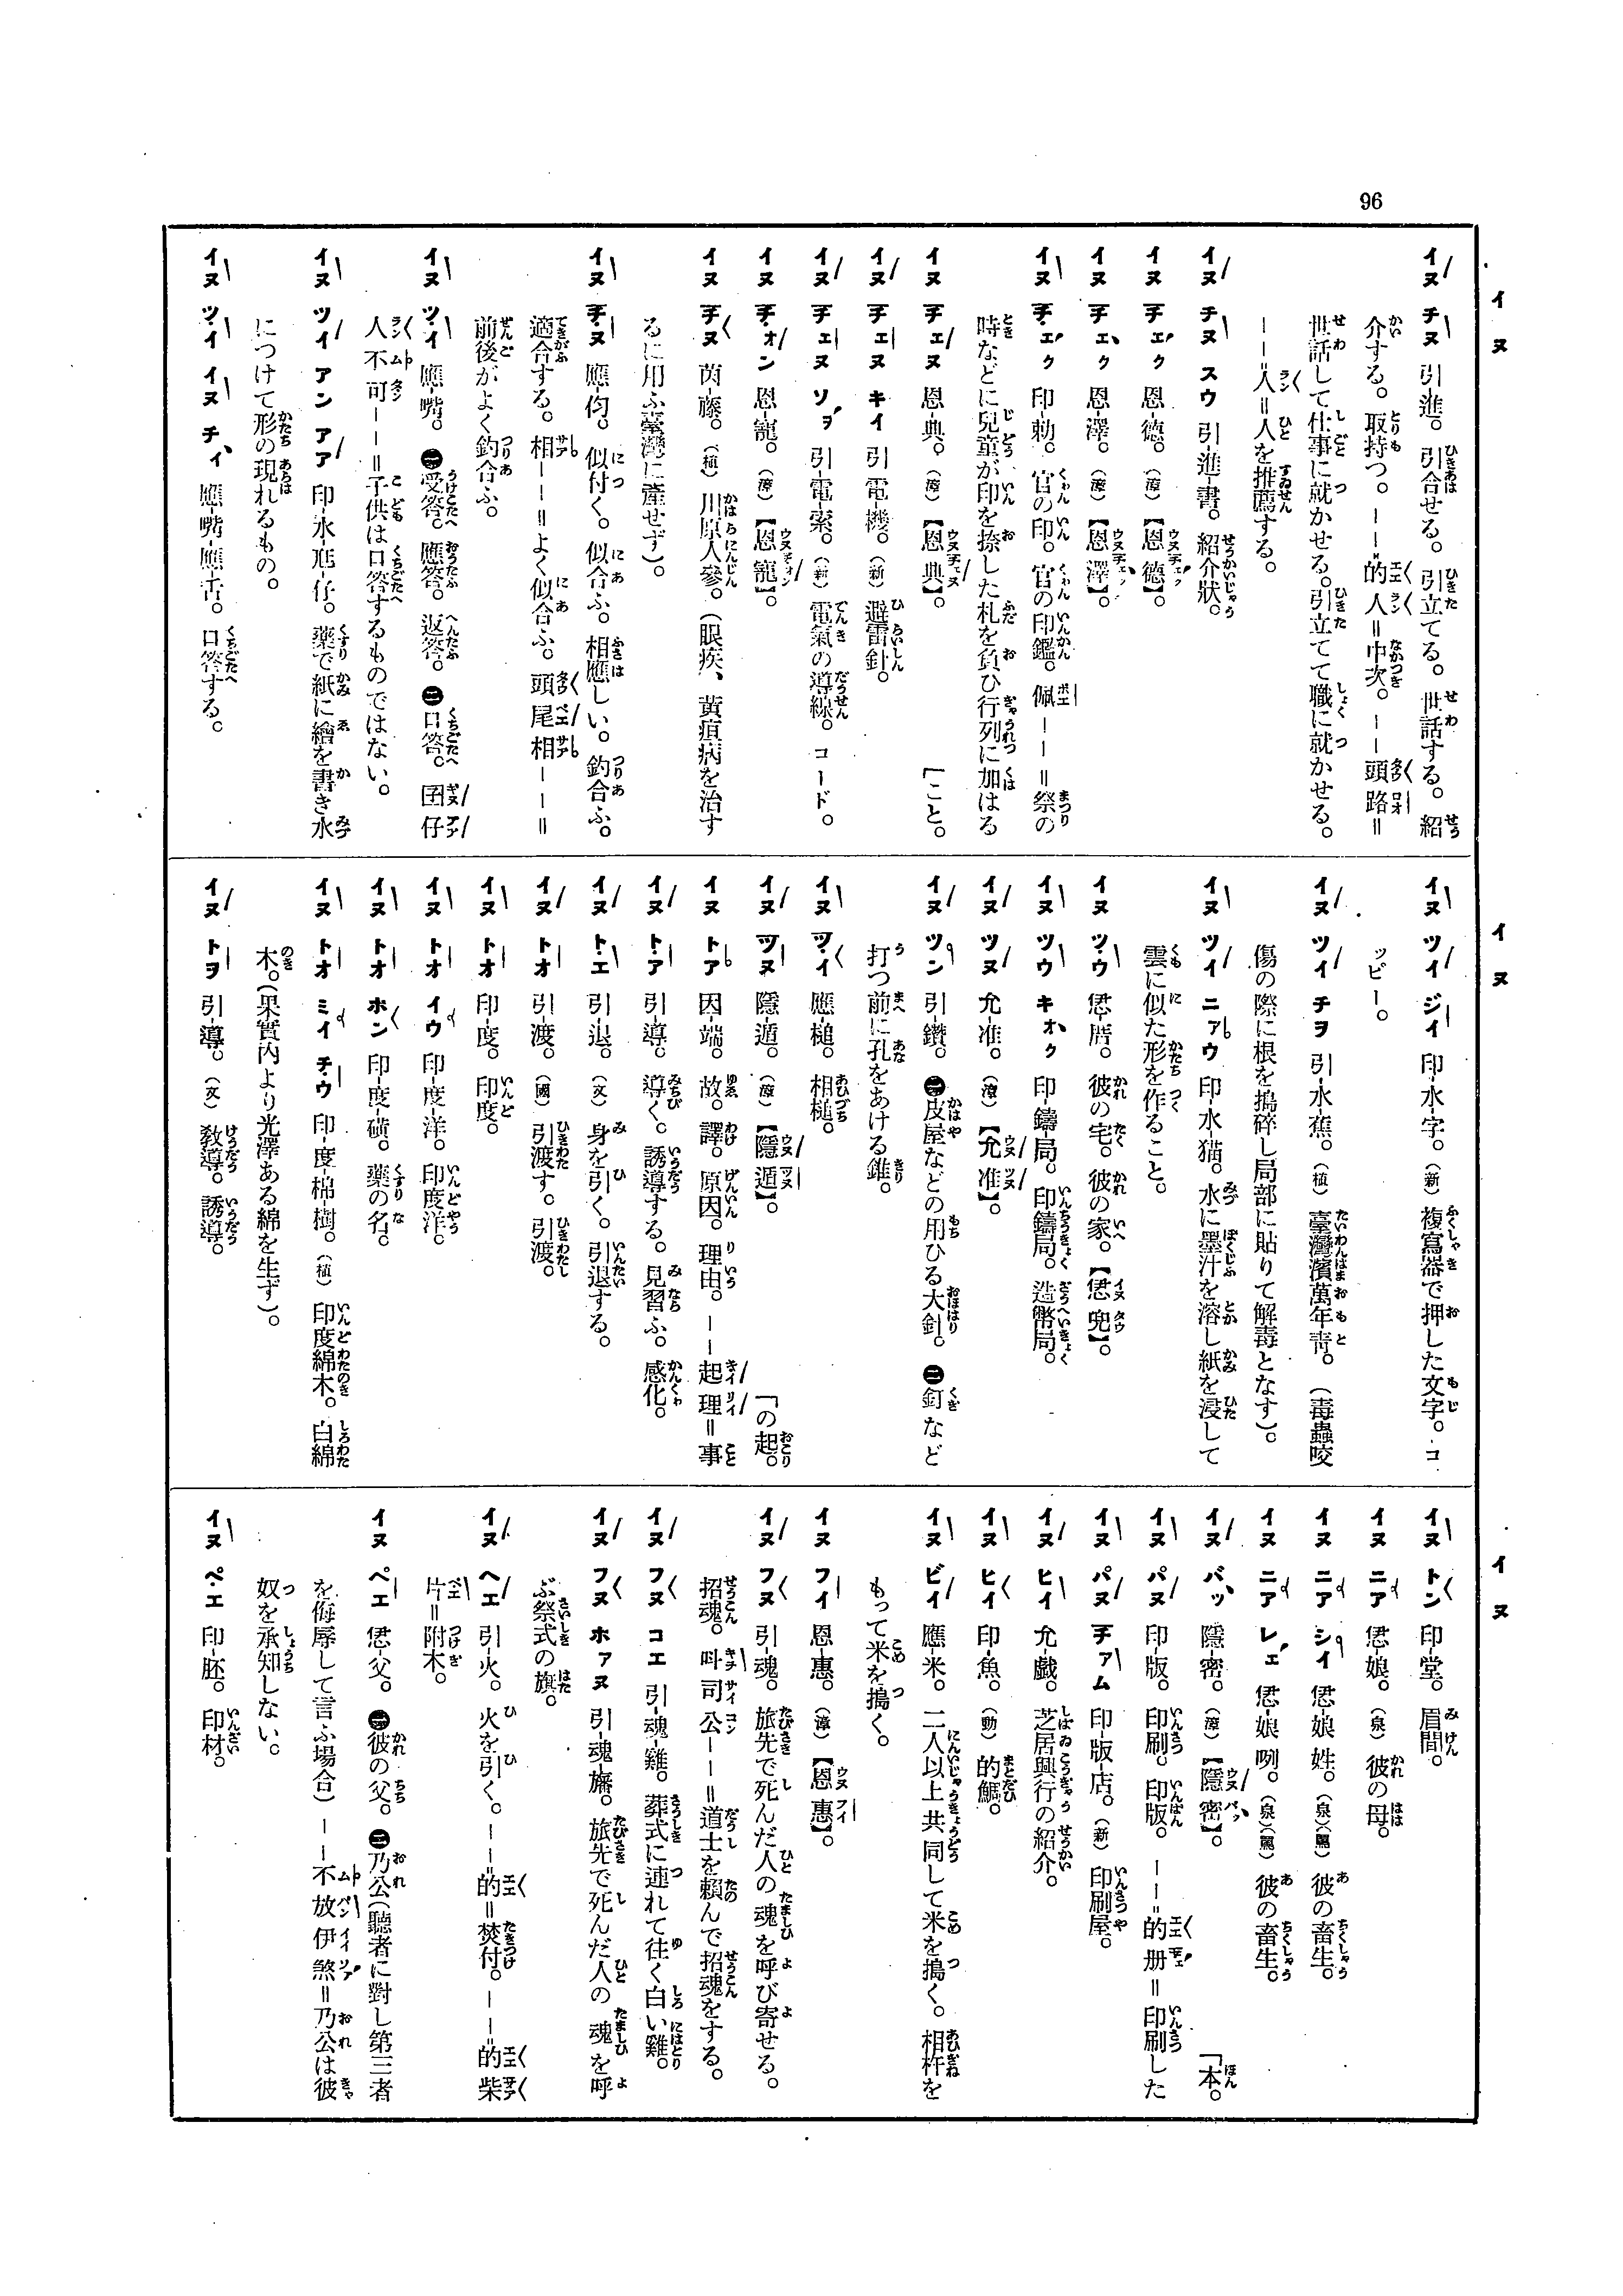 96
イヌ
イヌ
イヌ
イヌ チヌ 引-進。引合せる。引立てる。世話する。紹
介する。取持つ。－－的人＝中次。－－頭路＝
世話して仕事に就かせる。引立てて職に就かせる。
－－人＝人を推薦する。
イヌ チヌ スウ 引-進-書。紹介狀。
イヌ チェク 恩-德。(漳)【恩德】。
イヌ チェク 恩-澤。(漳)【恩澤】。
イヌ チェク 印-勅。官の印。官の印鑑。佩－－＝祭の
時などに兒童が印を捺した札を負ひ行列に加はる
イヌ チェヌ 恩-典。(漳)【恩典】。 「こと。
イヌ チェヌ キイ 引-電-機。(新)避雷針。
イヌ チェヌ ソヲ 引-電-索。(新)電氣の導線。コード。
イヌ チォン 恩-寵。(漳)【恩寵】。
イヌ チヌ 茵-蔯。(植)川原人參。(眼疾、黃疸病を治す
るに用ふ臺灣に產せず)。
イヌ チヌ 應-伨。似付く。似合ふ。相應しい。釣合ふ。
適合する。相－－＝よく似合ふ。頭尾相－－＝
前後がよく釣合ふ。
イヌ ツイ 應-嘴。㊀受答。應答。返答。㊁口答。囝仔
人不可－－＝子供は口答するものではない。
イヌ ツイ アン アア 印-水-尫-仔。藥で紙に繪を書き水
につけて形の現れるもの。
イヌ ツイ イヌ チィ 應-嘴-應-舌。口答する。
イヌ ツイ ジイ 印-水-字。(新)複寫器で押した文字。コ
ッピー。
イヌ ツイ チヲ 引-水-蕉。(植)臺灣濱萬年靑。(毒蟲咬
傷の際に根を搗碎し局部に貼りて解毒となす)。
イヌ ツイ ニァウ 印-水-猫。水に墨汁を溶し紙を浸して
雲に似た形を作ること。
イヌ ツウ 𪜶-厝。彼の宅。彼の家。【𪜶兜】。
イヌ ツウ キォク 印-鑄-局。印鑄局。造幣局。
イヌ ツヌ 允-准。(漳)【允准】。
イヌ ツン 引-鑽。㊀皮屋などの用ひる大針。㊁釘など
打つ前に孔をあける錐。
イヌ ツイ 應-槌。相槌。
イヌ ツヌ 隱-遁。(漳)【隱遁】。 「の起。
イヌ トア 因-端。故。譯。原因。理由。－－起理＝事
イヌ トア 引-導。導く。誘導する。見習ふ。感化。
イヌ トエ 引-退。(文)身を引く。引退する。
イヌ トオ 引-渡。(國)引渡す。引渡。
イヌ トオ 印-度。印度。
イヌ トオ イウ 印-度-洋。印度洋。
イヌ トオ ホン 印-度-磺。藥の名。
イヌ トオ ミイ チウ 印-度-棉-樹。(植)印度綿木。白綿
木。(果實內より光澤ある綿を生ず)。
イヌ トヲ 引-導。(文)敎導。誘導。
イヌ トン 印-堂。眉間。
イヌ ニア 𪜶-娘。(泉)彼の母。
イヌ ニア シイ 𪜶-娘 姓。(泉)(罵)彼の畜生。
イヌ ニア レェ 𪜶-娘 咧。(泉)(罵)彼の畜生。
イヌ バッ 隱-密。(漳)【隱密】。 「本。
イヌ パヌ 印-版。印刷。印版。－－的册＝印刷した
イヌ パヌ チァム 印-版-店。(新)印刷屋。
イヌ ヒイ 允-戲。芝居興行の紹介。
イヌ ヒイ 印-魚。(動)的鯛。
イヌ ビイ 應-米。二人以上共同して米を搗く。相杵を
もって米を搗く。
イヌ フイ 恩-惠。(漳)【恩惠】。
イヌ フヌ 引-魂。旅先で死んだ人の魂を呼び寄せる。
招魂。叫司公－－＝道士を賴んで招魂をする。
イヌ フヌ コエ 引-魂-雞。葬式に連れて往く白い雞。
イヌ フヌ ホァヌ 引-魂-旛。旅先で死んだ人の魂を呼
ぶ祭式の旗。
イヌ ヘエ 引-火。火を引く。－－的＝焚付。－－的柴
片＝附木。
イヌ ペエ 𪜶-父。㊀彼の父。㊁乃公(聽者に對し第三者
を侮辱して言ふ場合)－－不放伊煞＝乃公は彼
奴を承知しない。
イヌ ペエ 印-胚。印材。